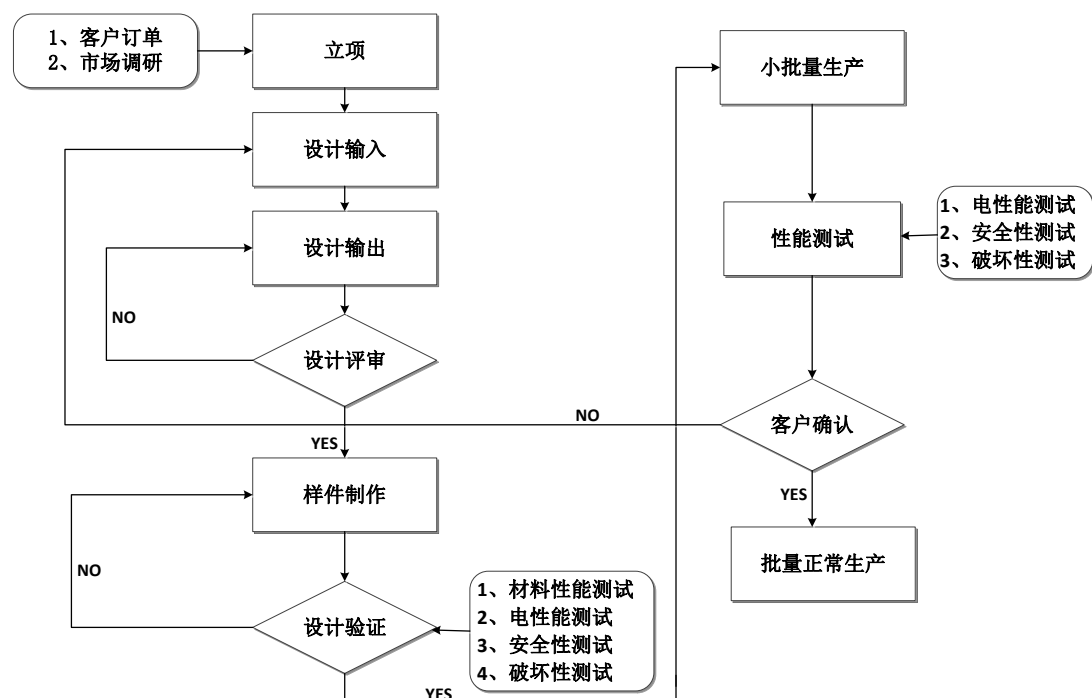 1、客户订单
2、市场调研
立项
设计输入
设计输出
NO
设计评审
YES
样件制作
NO
设计验证
1、材料性能测试
2、电性能测试
3、安全性测试
4、破坏性测试
YES
小批量生产
性能测试
1、电性能测试
2、安全性测试
3、破坏性测试
NO
客户确认
YES
批量正常生产